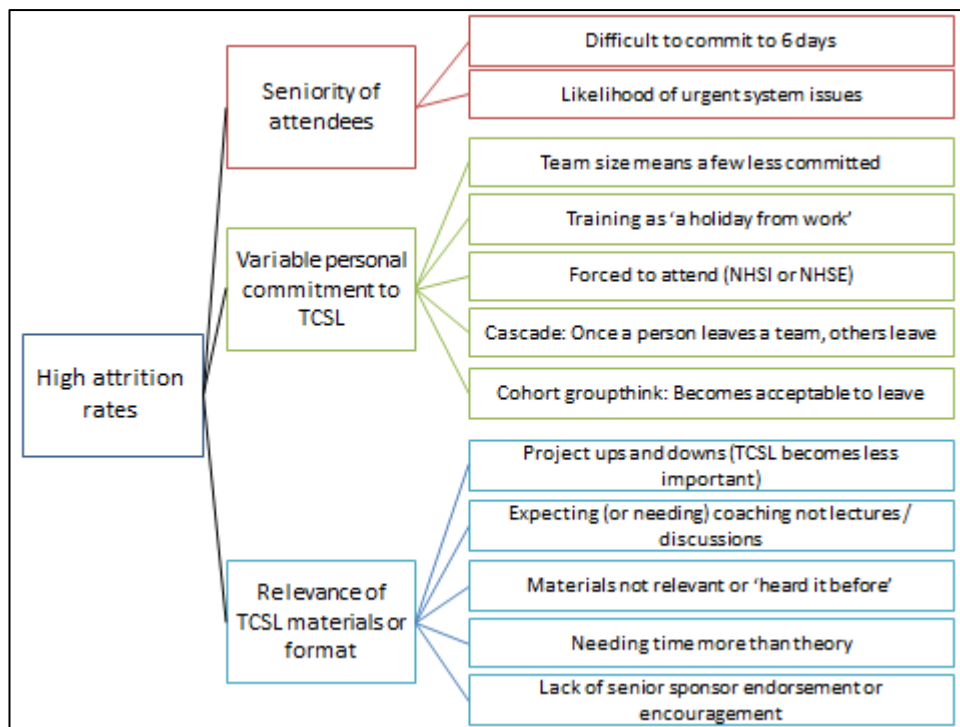 High attrition
rates
Seniority of
attendees
Difficult to commit to 6 days
Likelihood of urgent system issues
Variable personal
commitment to
TCSL
Team size means a few less committed
Training as ‘a holiday from work’
Forced to attend (NHSI or NHSE)
Cascade: Once a person leaves a team, others leave
Cohort groupthink: Becomes acceptable to leave
Relevance of
TCSL materials or
format
Project ups and downs (TCSL becomes less
important)
Expecting (or needing) coaching not lectures /
discussions
Materials not relevant or ‘heard it before’
Needing time more than theory
Lack of senior sponsor endorsement or
encouragement